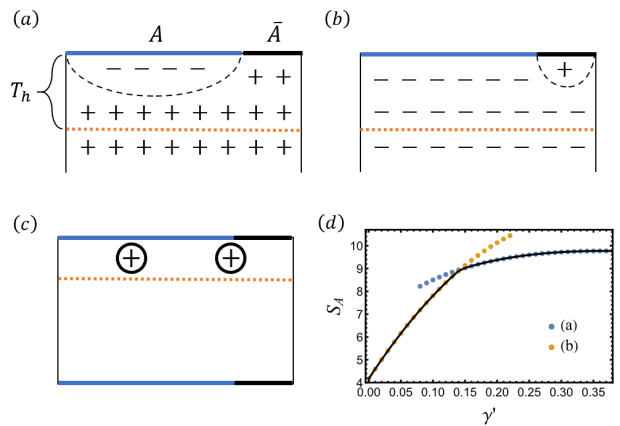 (a)
A
Ā
T_h
− − − −
+ +
+ + + + + + + +
+ + + + + + + +
(b)
+
− − − − − −
− − − − − − − −
− − − − − − − −
(c)
+ +
(d)
S_A
10
9
8
7
6
5
4
(a)
(b)
0.00 0.05 0.10 0.15 0.20 0.25 0.30 0.35
γ'